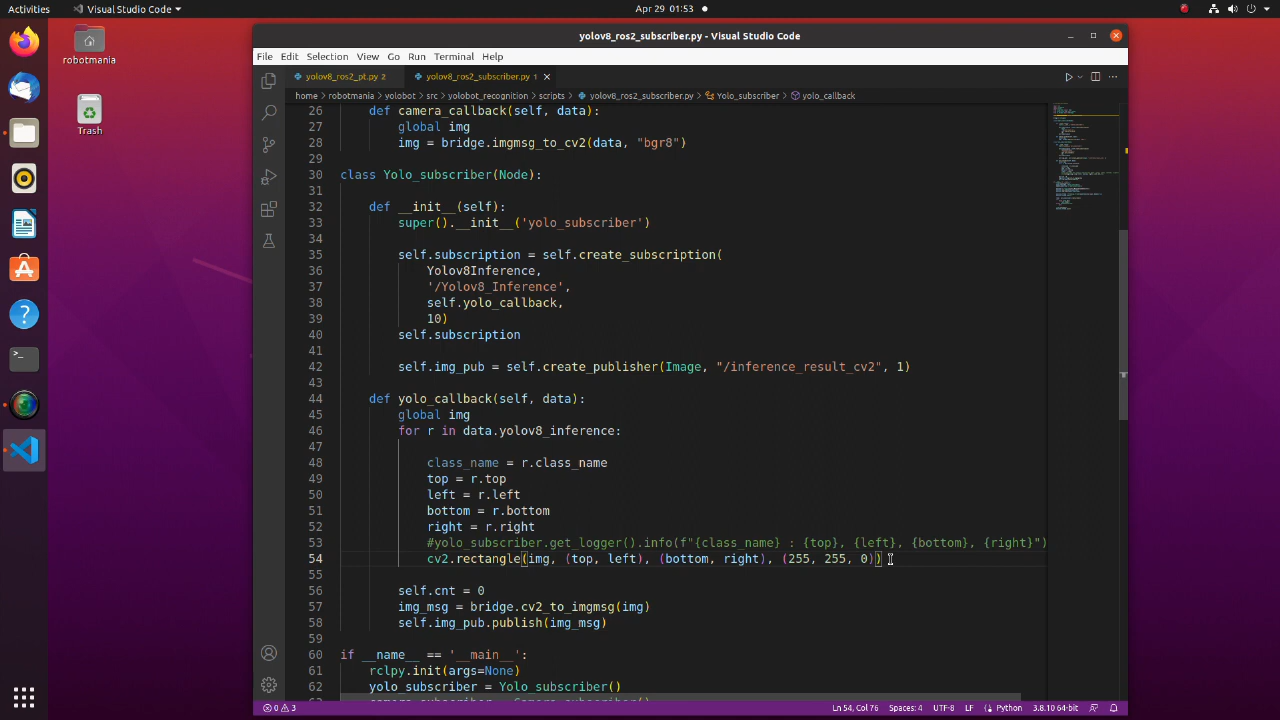 Activities
Visual Studio Code
Apr 29 01:53
robotmania
Trash
yolov8_ros2_subscriber.py - Visual Studio Code
File Edit Selection View Go Run Terminal Help
yolov8_ros2_pt.py 2
yolov8_ros2_subscriber.py 1
home > robotmania > yolobot > src > yolobot_recognition > scripts > yolov8_ros2_subscriber.py > Yolo_subscriber > yolo_callback
26 def camera_callback(self, data):
27 global img
28 img = bridge.imgmsg_to_cv2(data, "bgr8")
29
30 class Yolo_subscriber(Node):
31
32 def __init__(self):
33 super().__init__('yolo_subscriber')
34
35 self.subscription = self.create_subscription(
36 Yolov8Inference,
37 '/Yolov8_Inference',
38 self.yolo_callback,
39 10)
40 self.subscription
41
42 self.img_pub = self.create_publisher(Image, "/inference_result_cv2", 1)
43
44 def yolo_callback(self, data):
45 global img
46 for r in data.yolov8_inference:
47
48 class_name = r.class_name
49 top = r.top
50 left = r.left
51 bottom = r.bottom
52 right = r.right
53 #yolo_subscriber.get_logger().info(f"{class_name} : {top}, {left}, {bottom}, {right}")
54 cv2.rectangle(img, (top, left), (bottom, right), (255, 255, 0))
55
56 self.cnt = 0
57 img_msg = bridge.cv2_to_imgmsg(img)
58 self.img_pub.publish(img_msg)
59
60 if __name__ == '__main__':
61 rclpy.init(args=None)
62 yolo_subscriber = Yolo_subscriber()
0 3
Ln 54, Col 76 Spaces: 4 UTF-8 LF Python 3.8.10 64-bit